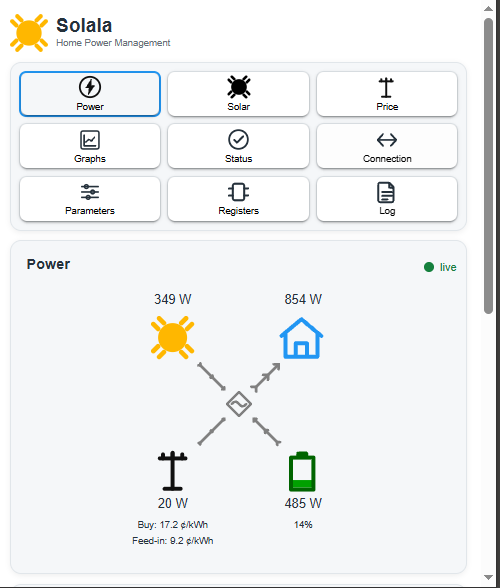 Solala
Home Power Management
Power
Solar
Price
Graphs
Status
Connection
Parameters
Registers
Log
Power
live
349 W
854 W
20 W
485 W
Buy: 17.2 ¢/kWh
14%
Feed-in: 9.2 ¢/kWh